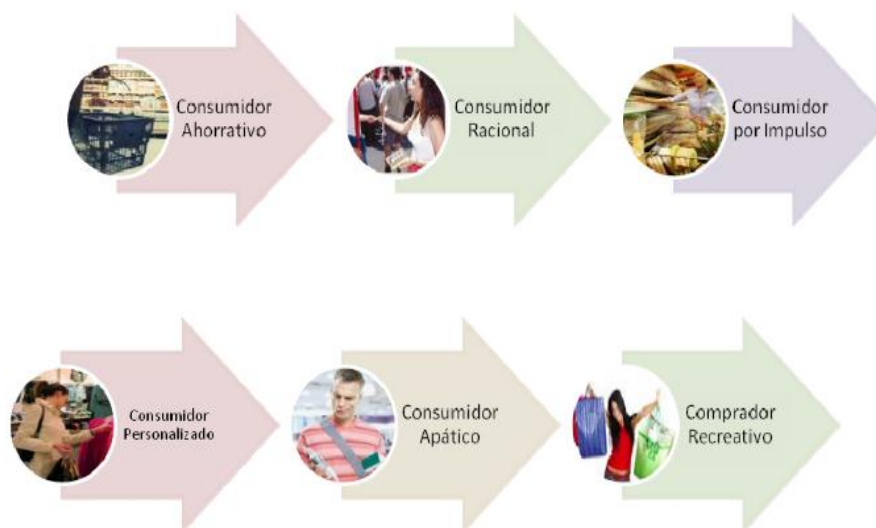 Consumidor
Ahorrativo
Consumidor
Racional
Consumidor
por Impulso
Consumidor
Personalizado
Consumidor
Apático
Comprador
Recreativo